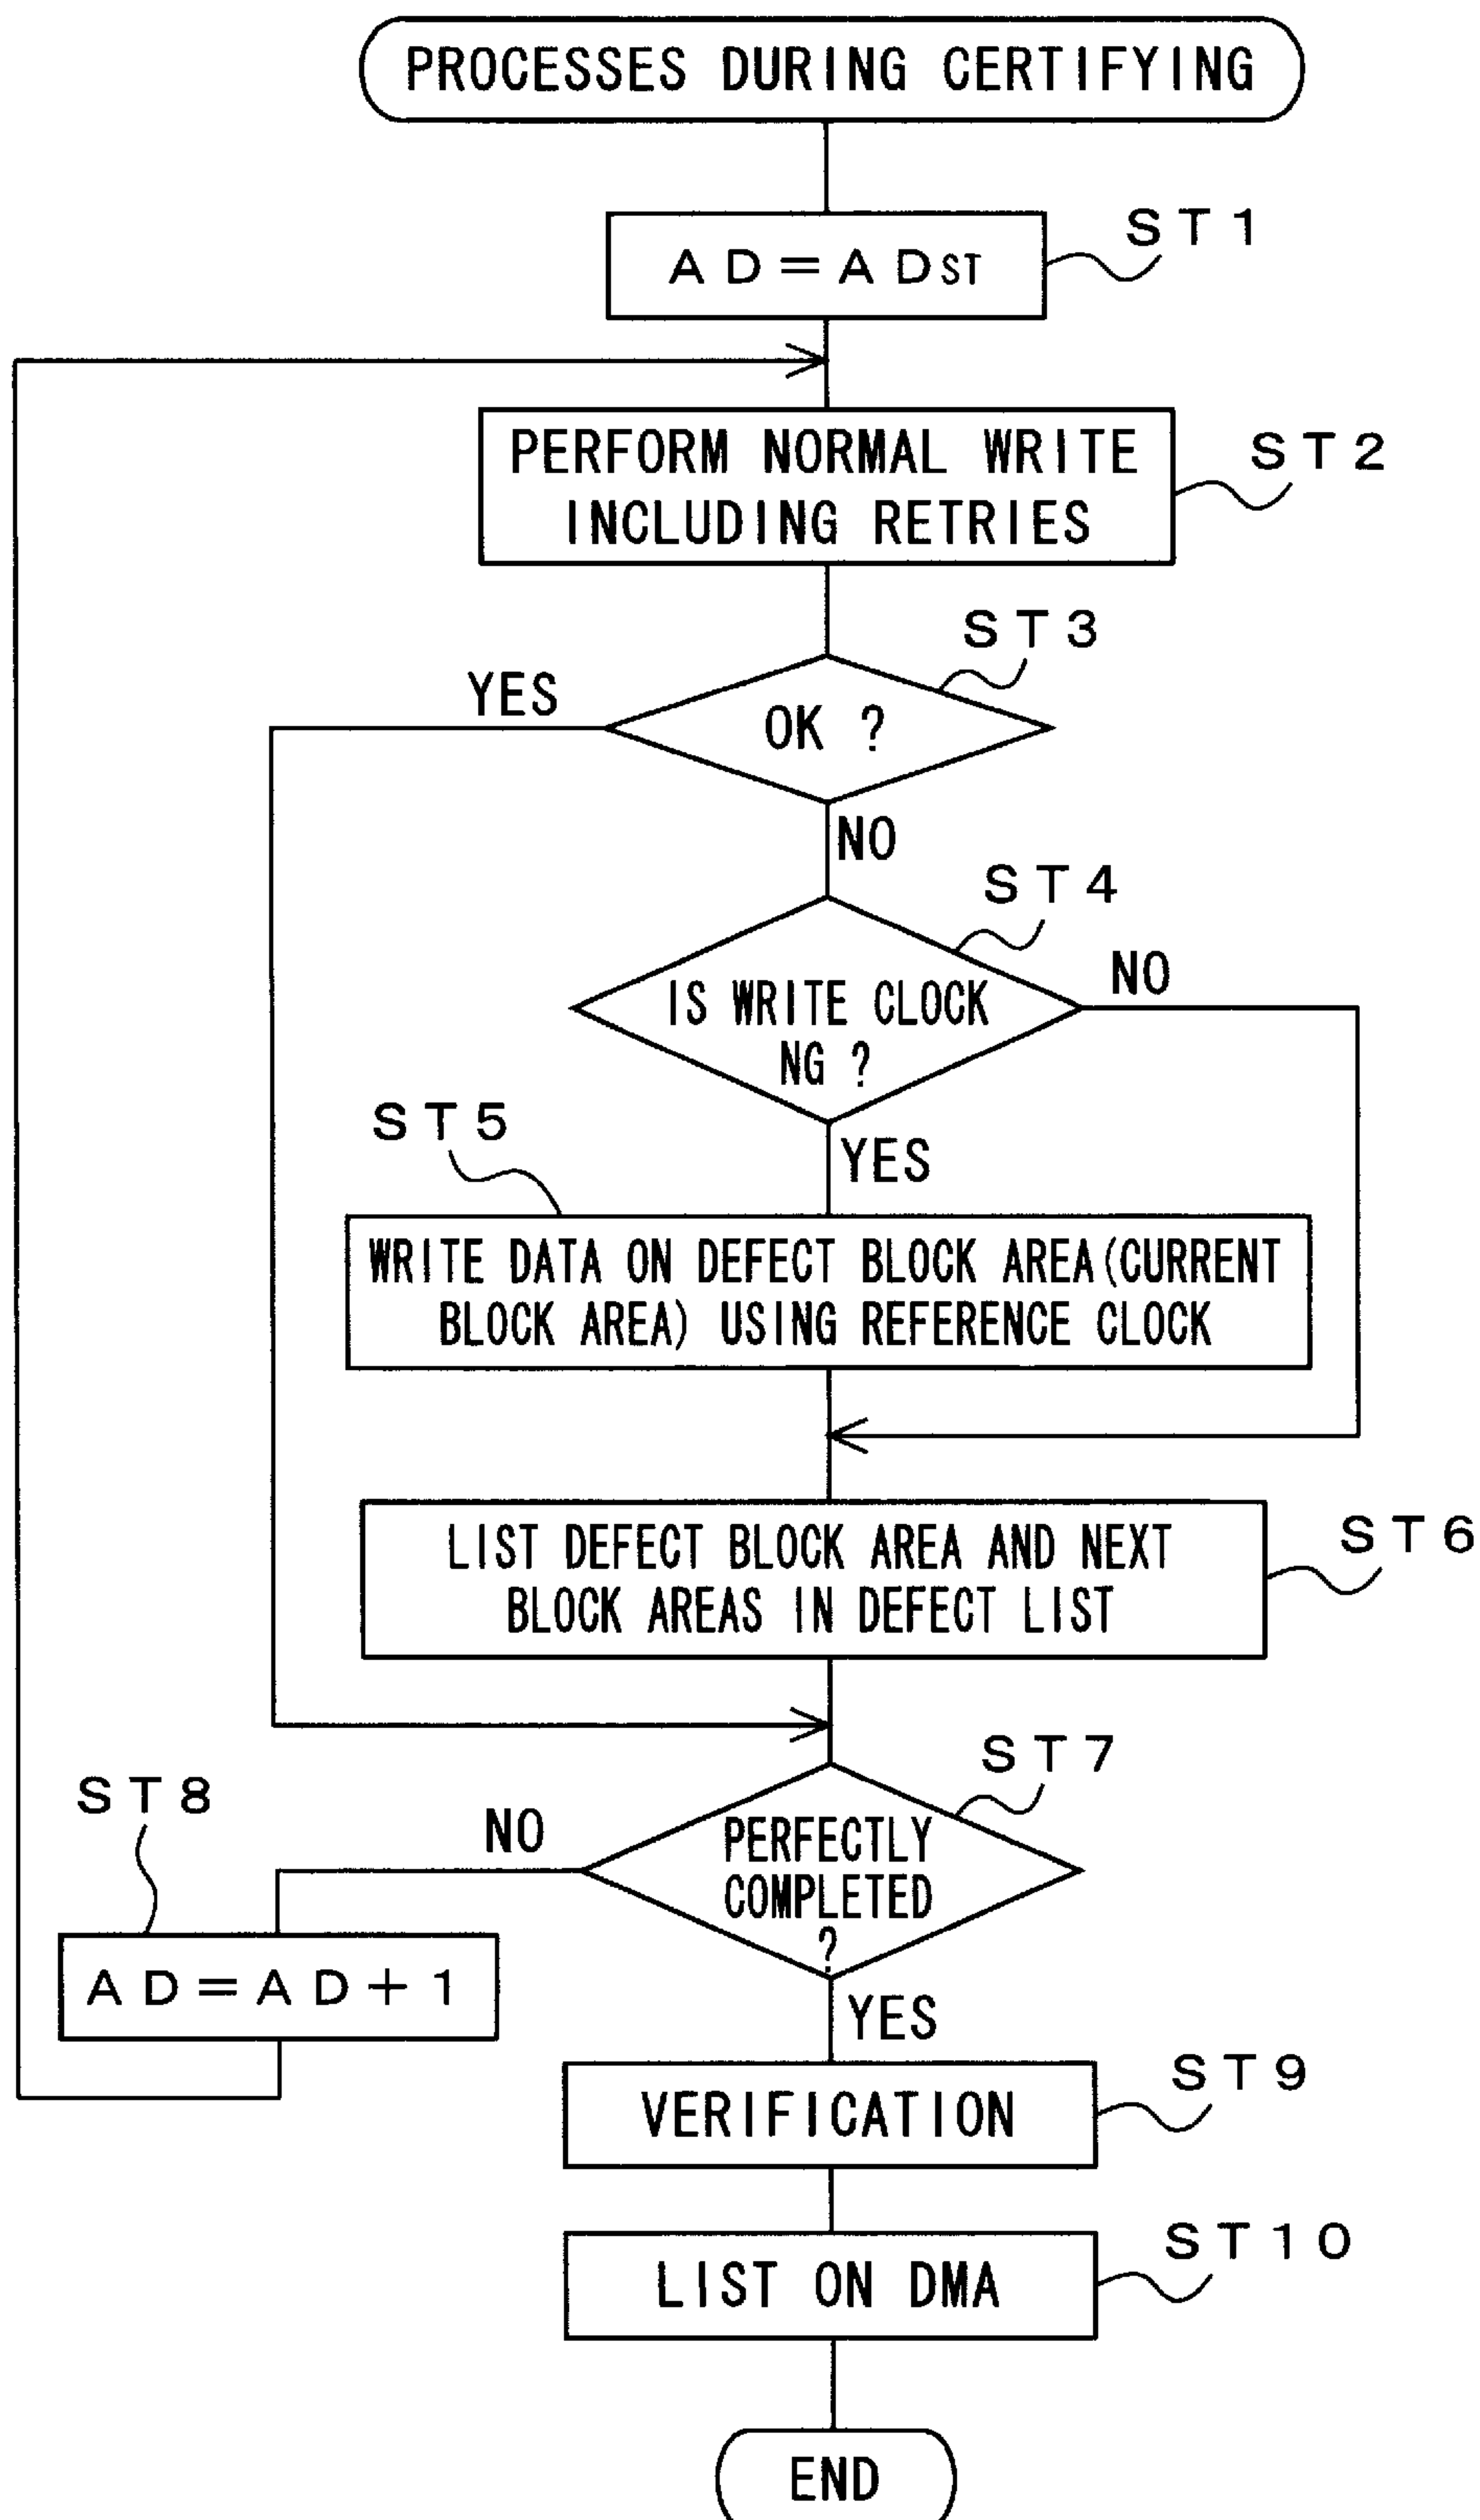 PROCESSES DURING CERTIFYING
AD=ADST
ST1
PERFORM NORMAL WRITE
INCLUDING RETRIES
ST2
ST3
YES
OK ?
NO
ST4
IS WRITE CLOCK
NG ?
NO
ST5
YES
WRITE DATA ON DEFECT BLOCK AREA(CURRENT
BLOCK AREA) USING REFERENCE CLOCK
LIST DEFECT BLOCK AREA AND NEXT
BLOCK AREAS IN DEFECT LIST
ST6
ST7
ST8
NO
PERFECTLY
COMPLETED
?
AD=AD+1
YES
VERIFICATION
ST9
LIST ON DMA
ST10
END